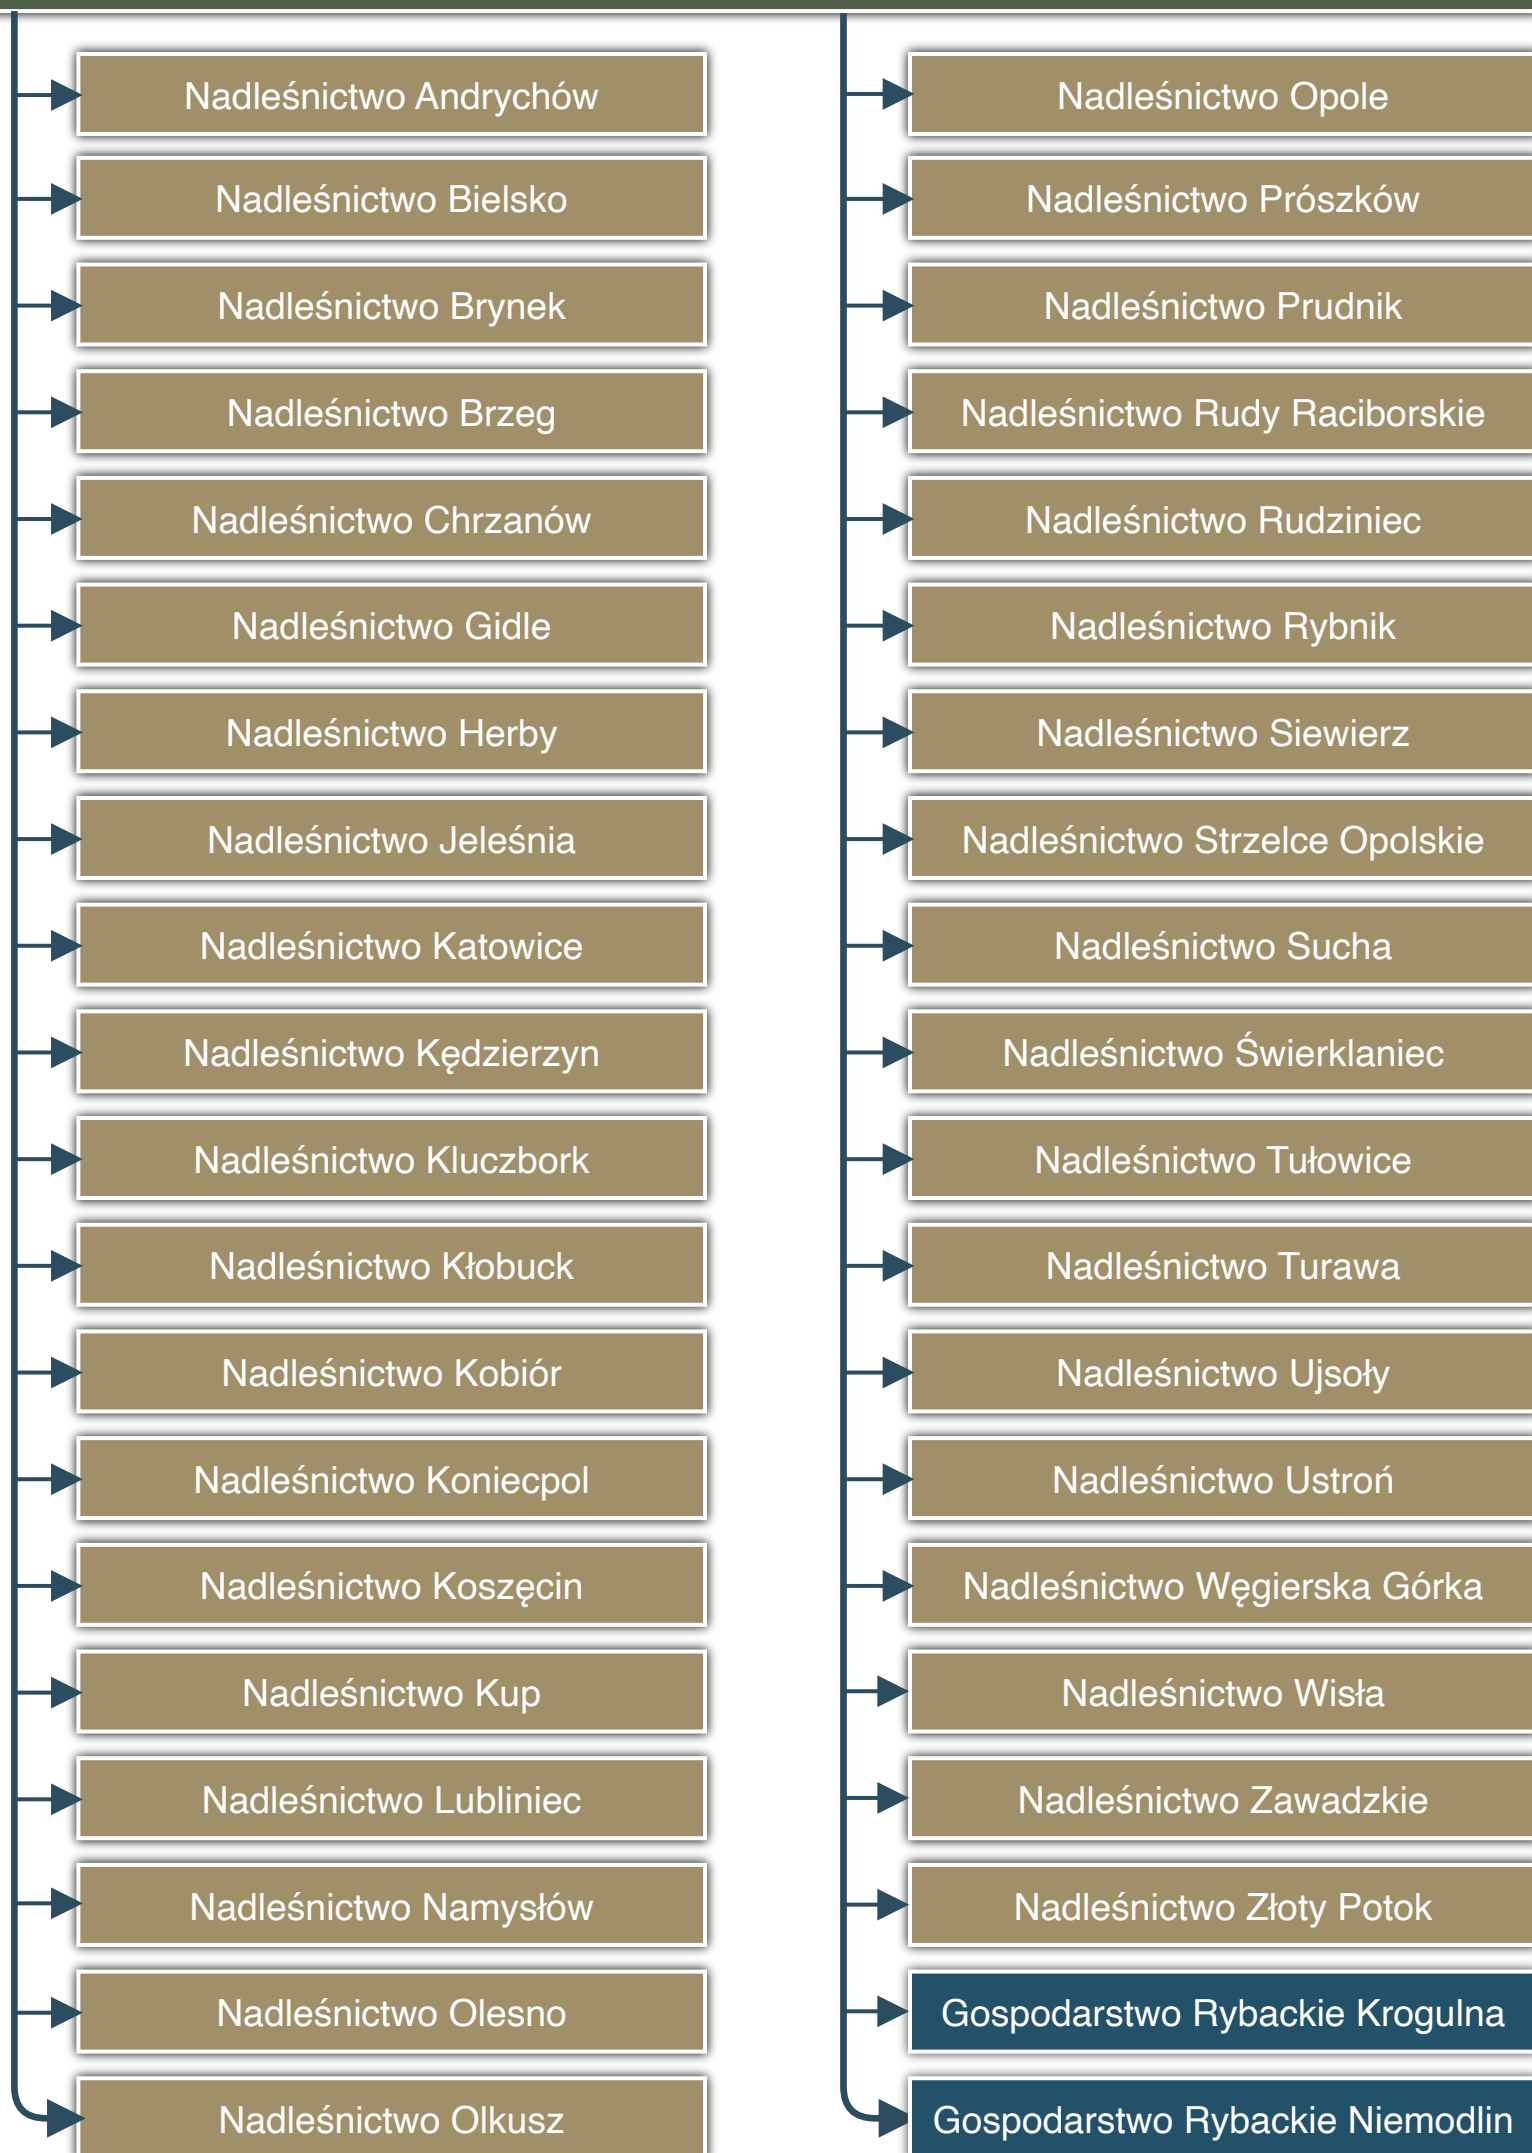 Nadleśnictwo Andrychów
Nadleśnictwo Bielsko
Nadleśnictwo Brynek
Nadleśnictwo Brzeg
Nadleśnictwo Chrzanów
Nadleśnictwo Gidle
Nadleśnictwo Herby
Nadleśnictwo Jeleśnia
Nadleśnictwo Katowice
Nadleśnictwo Kędzierzyn
Nadleśnictwo Kluczbork
Nadleśnictwo Kłobuck
Nadleśnictwo Kobiór
Nadleśnictwo Koniecpol
Nadleśnictwo Koszęcin
Nadleśnictwo Kup
Nadleśnictwo Lubliniec
Nadleśnictwo Namysłów
Nadleśnictwo Olesno
Nadleśnictwo Olkusz
Nadleśnictwo Opole
Nadleśnictwo Prószków
Nadleśnictwo Prudnik
Nadleśnictwo Rudy Raciborskie
Nadleśnictwo Rudziniec
Nadleśnictwo Rybnik
Nadleśnictwo Siewierz
Nadleśnictwo Strzelce Opolskie
Nadleśnictwo Sucha
Nadleśnictwo Świerklaniec
Nadleśnictwo Tułowice
Nadleśnictwo Turawa
Nadleśnictwo Ujsoły
Nadleśnictwo Ustroń
Nadleśnictwo Węgierska Górka
Nadleśnictwo Wisła
Nadleśnictwo Zawadzkie
Nadleśnictwo Złoty Potok
Gospodarstwo Rybackie Krogulna
Gospodarstwo Rybackie Niemodlin